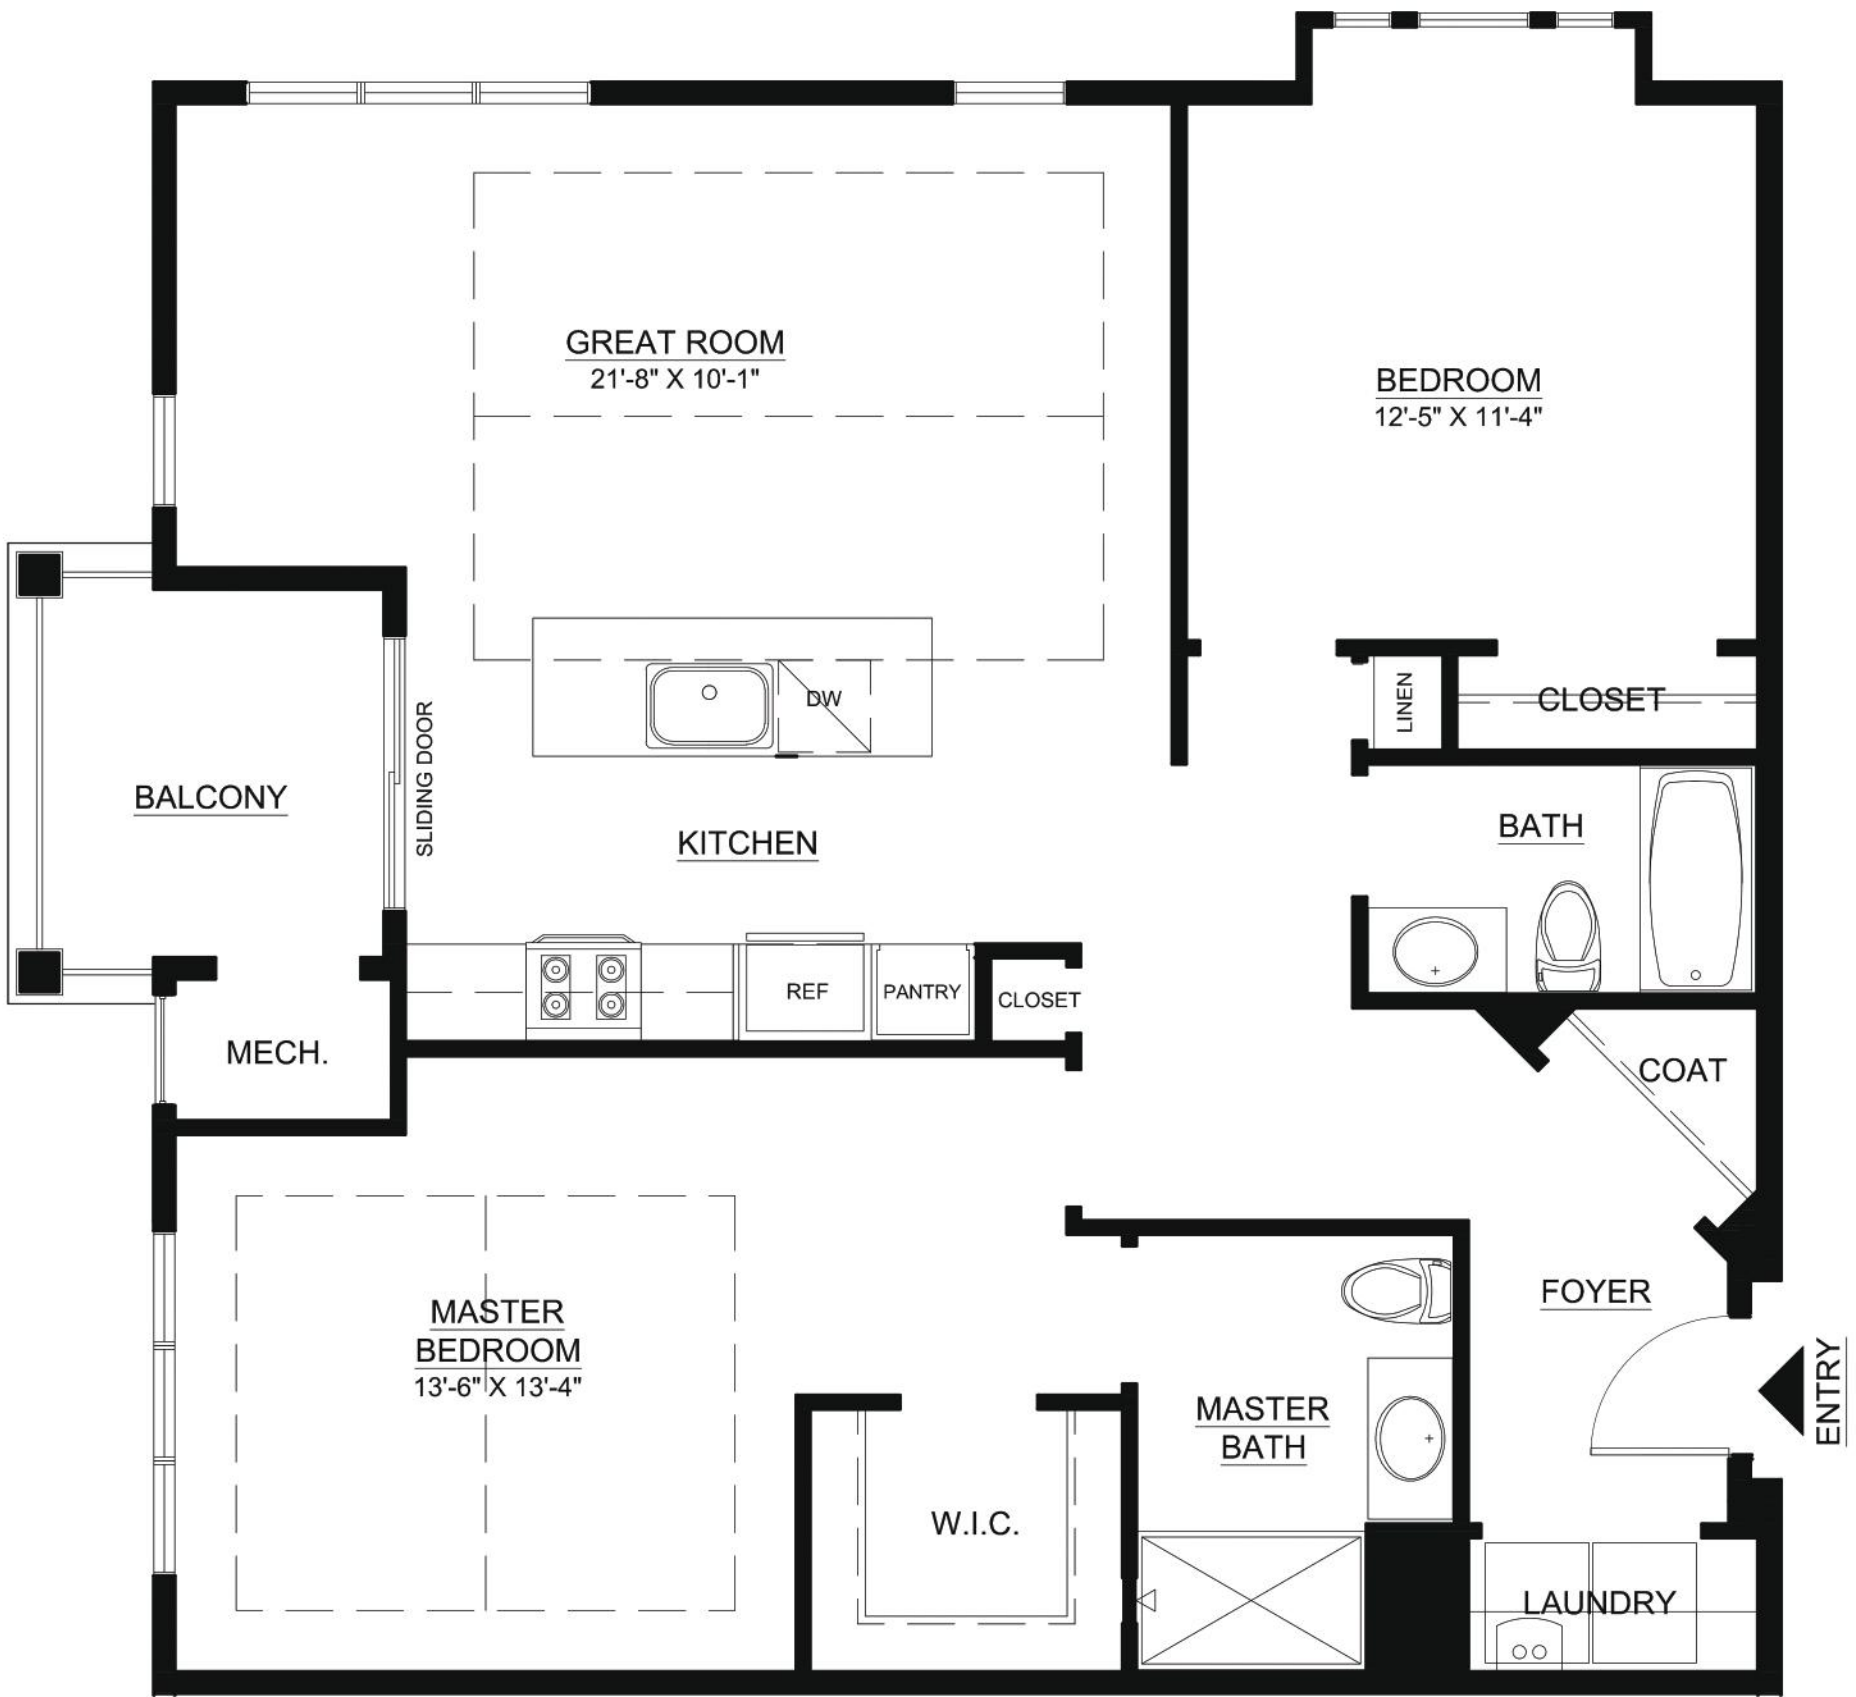 GREAT ROOM
21'-8" X 10'-1"
BEDROOM
12'-5" X 11'-4"
DW
LINEN
CLOSET
SLIDING DOOR
BALCONY
KITCHEN
BATH
REF
PANTRY
CLOSET
MECH.
COAT
FOYER
MASTER
BEDROOM
13'-6" X 13'-4"
ENTRY
MASTER
BATH
W.I.C.
LAUNDRY